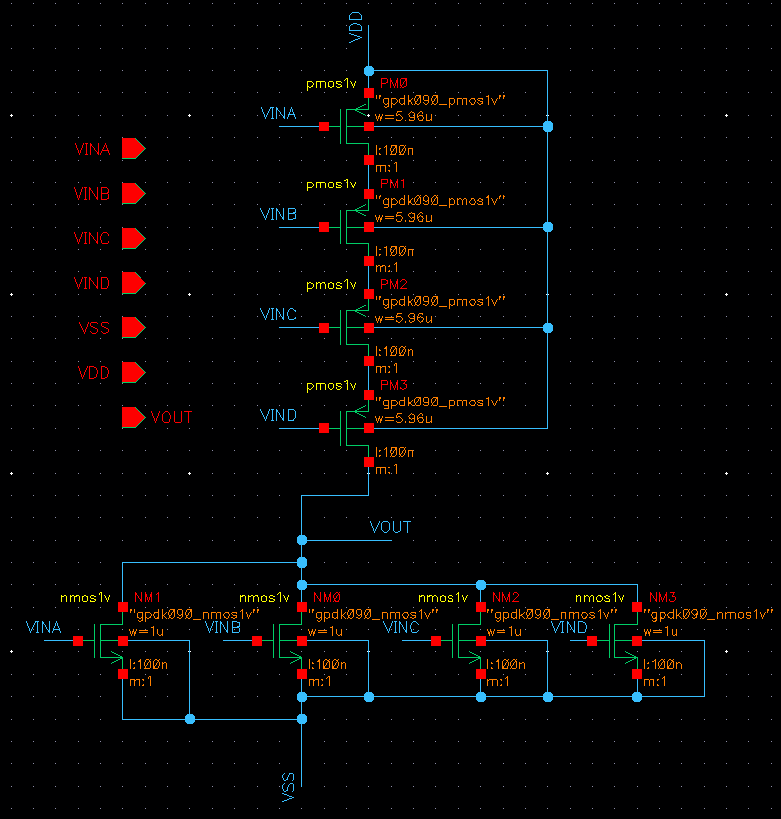 VDD
pmos1v PM0
"gpdk090_pmos1v"
VINA
w=5.96u
l:100n
m:1
pmos1v PM1
"gpdk090_pmos1v"
VINB
w=5.96u
l:100n
m:1
pmos1v PM2
"gpdk090_pmos1v"
VINC
w=5.96u
l:100n
m:1
pmos1v PM3
"gpdk090_pmos1v"
VIND
w=5.96u
l:100n
m:1
VINA
VINB
VINC
VIND
VSS
VDD
VOUT
VOUT
nmos1v NM1
"gpdk090_nmos1v"
VINA
w=1u
l:100n
m:1
nmos1v NM0
"gpdk090_nmos1v"
VINB
w=1u
l:100n
m:1
nmos1v NM2
"gpdk090_nmos1v"
VINC
w=1u
l:100n
m:1
nmos1v NM3
"gpdk090_nmos1v"
VIND
w=1u
l:100n
m:1
VSS